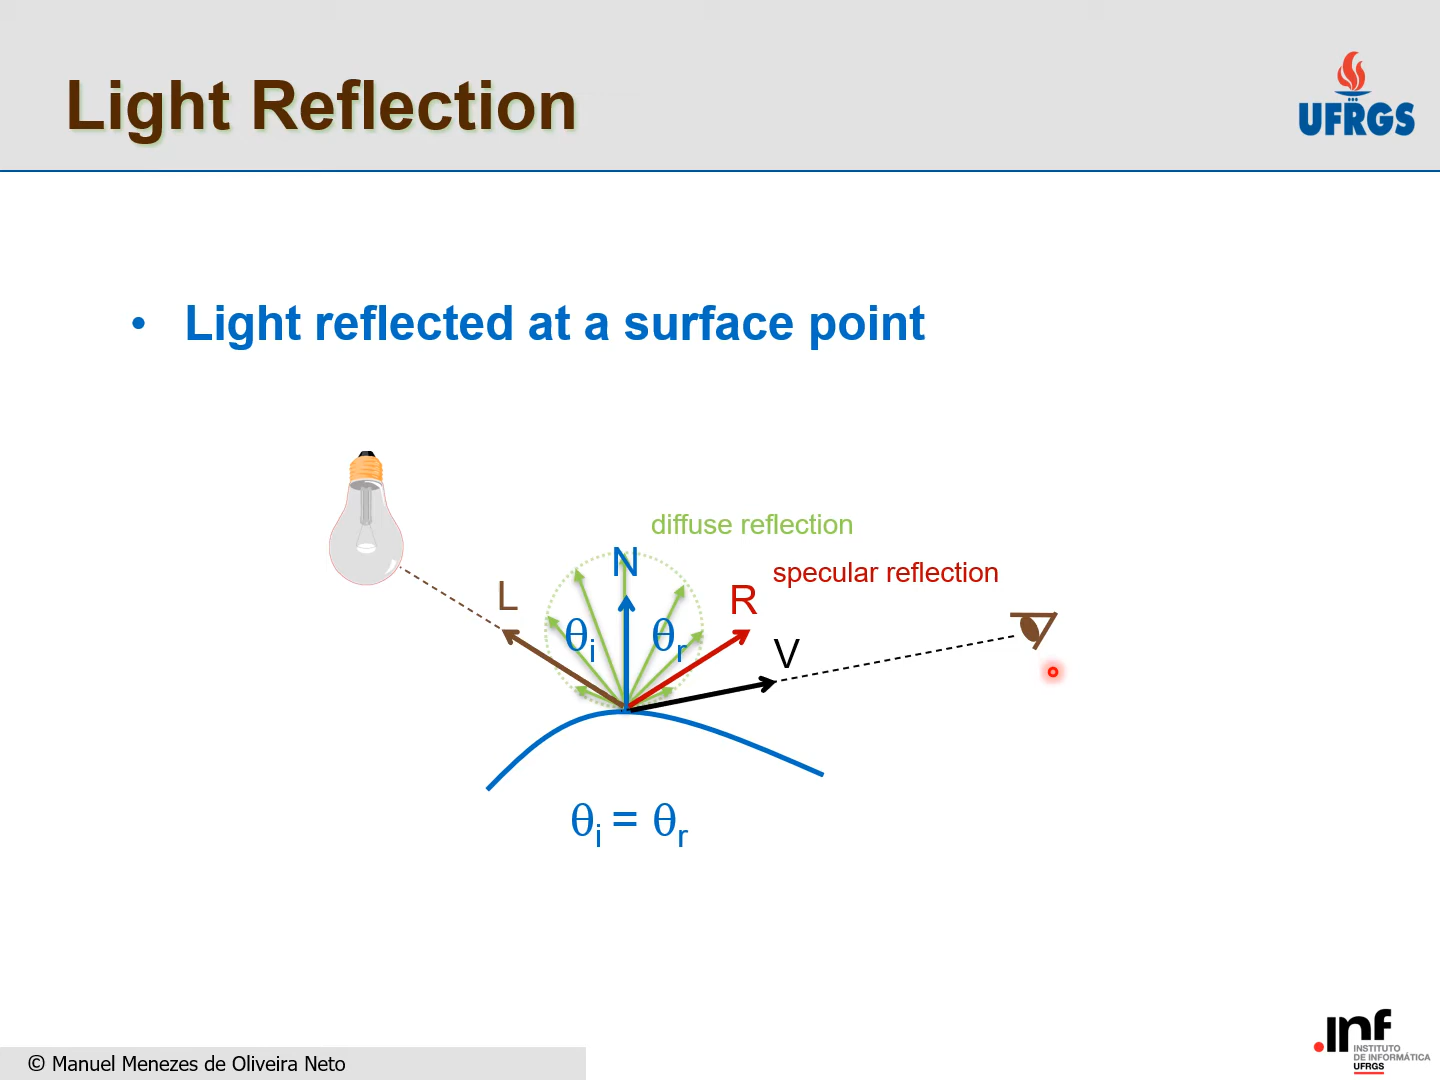 Light Reflection
UFRGS
• Light reflected at a surface point
diffuse reflection
N
specular reflection
L
R
θi
θr
V
θi = θr
.inf
INSTITUTO
DE INFORMÁTICA
UFRGS
© Manuel Menezes de Oliveira Neto